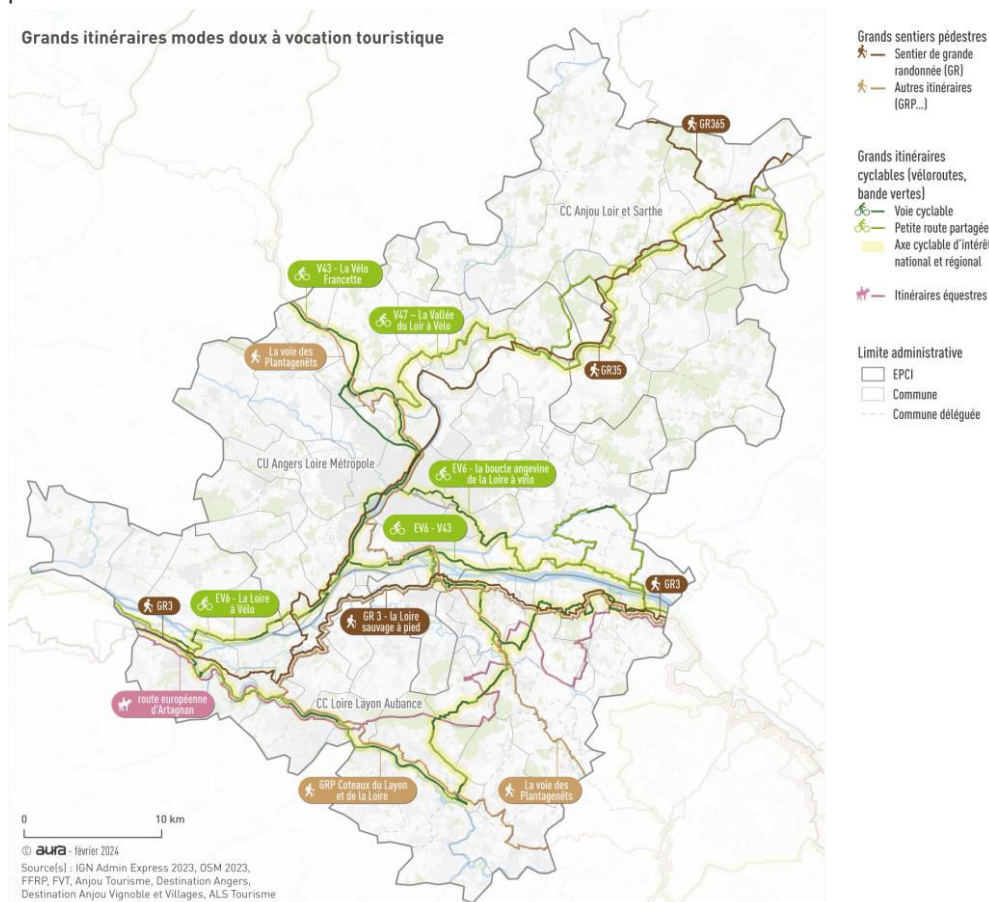 Grands itinéraires modes doux à vocation touristique
GR365
CC Anjou Loir et Sarthe
V43 - La Vélo
Francette
V47 – La Vallée
du Loir à Vélo
La voie des
Plantagenêts
GR35
CU Angers Loire Métropole
EV6 - la boucle angevine
de la Loire à vélo
EV6 - V43
GR3
GR3
EV6 - La Loire
à Vélo
GR 3 - la Loire
sauvage à pied
route européenne
d'Artagnan
CC Loire Layon Aubance
GRP Coteaux du Layon
et de la Loire
La voie des
Plantagenêts
0
10 km
© aura - février 2024
Source(s) : IGN Admin Express 2023, OSM 2023,
FFRP, FVT, Anjou Tourisme, Destination Angers,
Destination Anjou Vignoble et Villages, ALS Tourisme
Grands sentiers pédestres
Sentier de grande
randonnée (GR)
Autres itinéraires
(GRP...)
Grands itinéraires
cyclables (véloroutes,
bande vertes)
Voie cyclable
Petite route partagée
Axe cyclable d'intérêt
national et régional
Itinéraires équestres
Limite administrative
EPCI
Commune
Commune déléguée